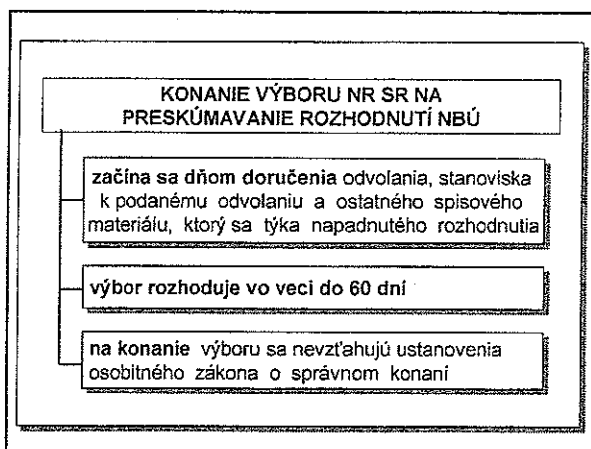 KONANIE VÝBORU NR SR NA
PRESKÚMAVANIE ROZHODNUTÍ NBÚ
začína sa dňom doručenia odvolania, stanoviska
k podanému odvolaniu a ostatného spisového
materiálu, ktorý sa týka napadnutého rozhodnutia
výbor rozhoduje vo veci do 60 dní
na konanie výboru sa nevzťahujú ustanovenia
osobitného zákona o správnom konaní